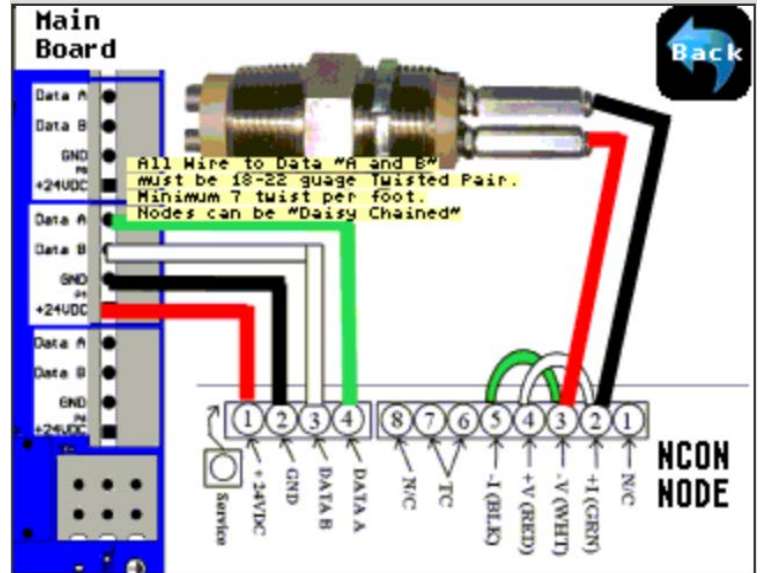 Main
Board
Back
Data A
Data B
GND
+24VDC
All Wire to Data "A and B"
must be 18-22 guage Twisted Pair.
Minimum 7 twist per foot.
Nodes can be "Daisy Chained"
Data A
Data B
GND
+24VDC
Data A
Data B
GND
+24VDC
1 2 3 4
8 7 6 5 4 3 2 1
Service
+ 24VDC
GND
DATA B
DATA A
N/C
TC
-I (BLK)
+V (RED)
-V (WHT)
+I (GRN)
N/C
NCON
NODE